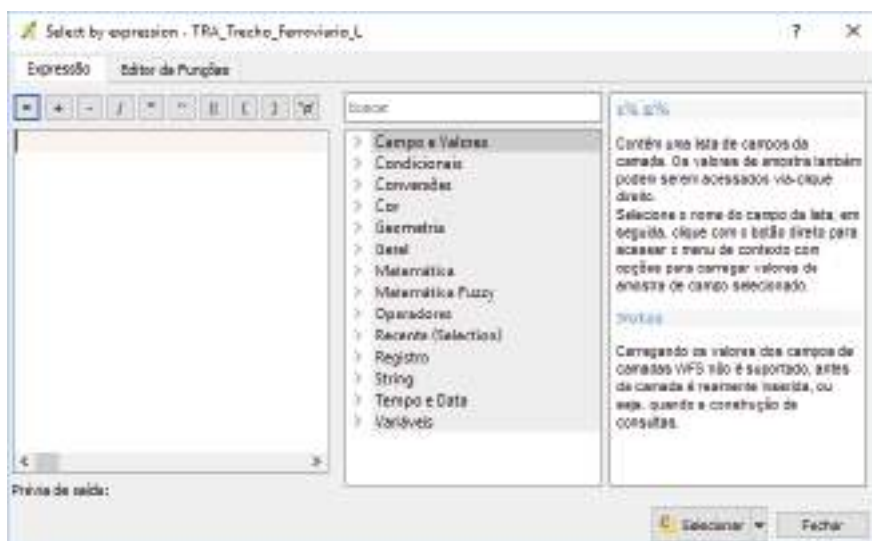 Select by expression - TRA_Trecho_Ferroviario_L
? ×
Expressão Editor de Funções
= + - / * ^ || ( ) '\n'
Buscar
Campo e Valores
Condicionais
Conversões
Cor
Geometria
Geral
Matemática
Matemática Fuzzy
Operadores
Recente (Selection)
Registro
String
Tempo e Data
Variáveis
Contém uma lista de campos da
camada. Os valores de amostra também
podem serem acessados via-clique
direito.
Selecione o nome do campo da lista, em
seguida, clique com o botão direto para
acessar o menu de contexto com
opções para carregar valores de
amostra de campo selecionado.
Notas
Carregando os valores dos campos de
camadas WFS não é suportado, antes
da camada é realmente inserida, ou
seja, quando a construção de
consultas.
Prévia de saída:
Selecionar
Fechar